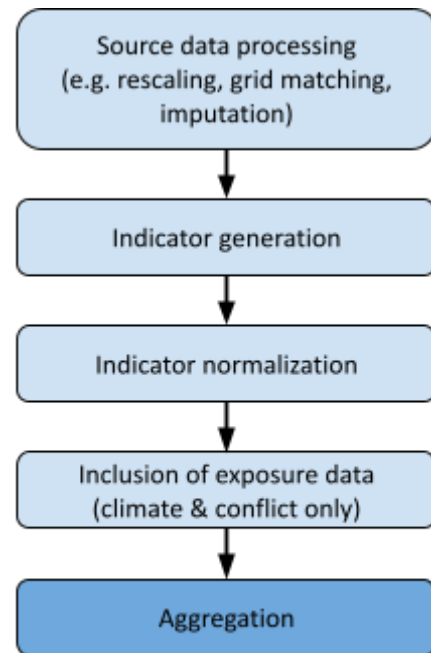 Source data processing
(e.g. rescaling, grid matching,
imputation)
Indicator generation
Indicator normalization
Inclusion of exposure data
(climate & conflict only)
Aggregation